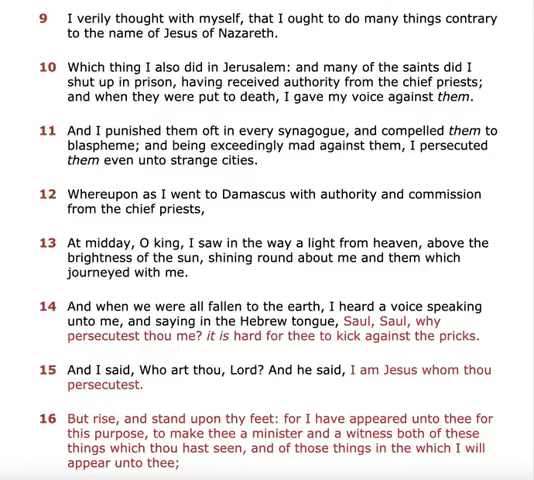 9 I verily thought with myself, that I ought to do many things contrary
to the name of Jesus of Nazareth.
10 Which thing I also did in Jerusalem: and many of the saints did I
shut up in prison, having received authority from the chief priests;
and when they were put to death, I gave my voice against them.
11 And I punished them oft in every synagogue, and compelled them to
blaspheme; and being exceedingly mad against them, I persecuted
them even unto strange cities.
12 Whereupon as I went to Damascus with authority and commission
from the chief priests,
13 At midday, O king, I saw in the way a light from heaven, above the
brightness of the sun, shining round about me and them which
journeyed with me.
14 And when we were all fallen to the earth, I heard a voice speaking
unto me, and saying in the Hebrew tongue, Saul, Saul, why
persecutest thou me? it is hard for thee to kick against the pricks.
15 And I said, Who art thou, Lord? And he said, I am Jesus whom thou
persecutest.
16 But rise, and stand upon thy feet: for I have appeared unto thee for
this purpose, to make thee a minister and a witness both of these
things which thou hast seen, and of those things in the which I will
appear unto thee;